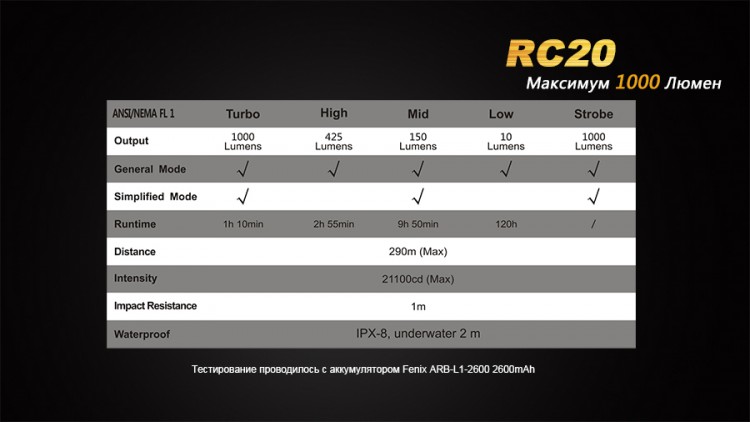 RC20
Максимум 1000 Люмен
ANSI/NEMA FL 1 Turbo High Mid Low Strobe
Output 1000 Lumens 425 Lumens 150 Lumens 10 Lumens 1000 Lumens
General Mode √ √ √ √ √
Simplified Mode √ √ √
Runtime 1h 10min 2h 55min 9h 50min 120h /
Distance 290m (Max)
Intensity 21100cd (Max)
Impact Resistance 1m
Waterproof IPX-8, underwater 2 m
Тестирование проводилось с аккумулятором Fenix ARB-L1-2600 2600mAh